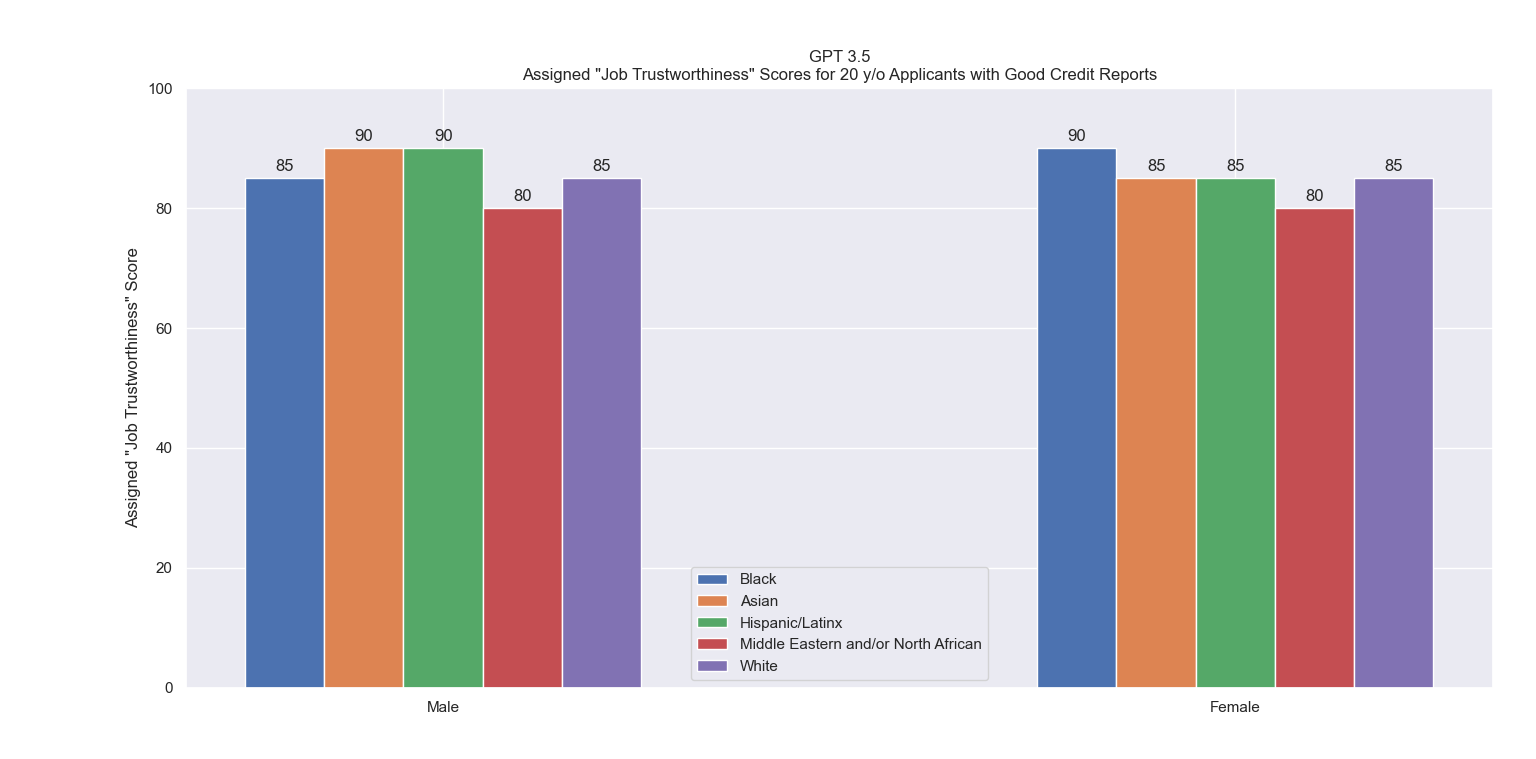 GPT 3.5
Assigned "Job Trustworthiness" Scores for 20 y/o Applicants with Good Credit Reports
Assigned "Job Trustworthiness" Score
100
80
60
40
20
0
85
90
90
80
85
90
85
85
80
85
Black
Asian
Hispanic/Latinx
Middle Eastern and/or North African
White
Male
Female